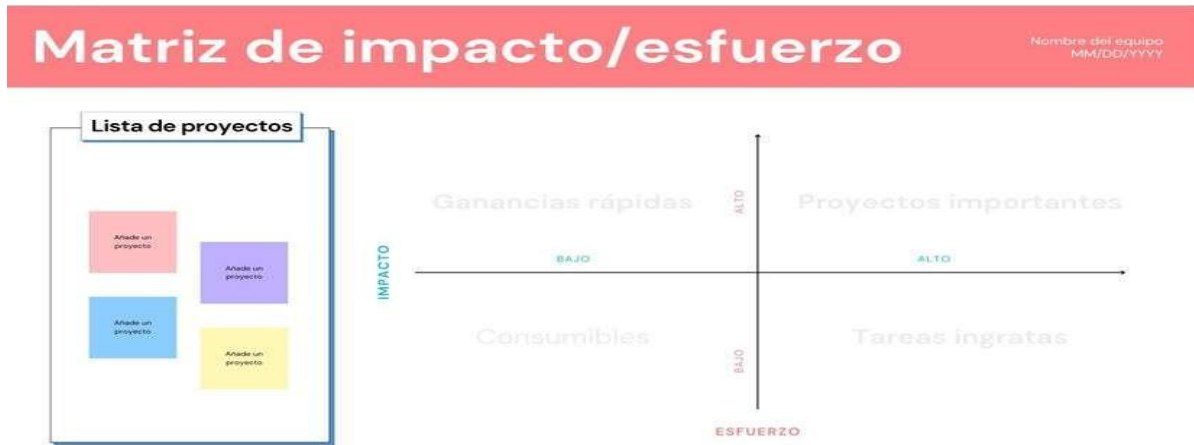 Matriz de impacto/esfuerzo
Nombre del equipo
MM/DD/YYYY
Lista de proyectos
Añade un
proyecto
Añade un
proyecto
Añade un
proyecto
Añade un
proyecto
IMPACTO
Ganancias rápidas
ALTO
Proyectos importantes
BAJO
ALTO
Consumibles
BAJO
Tareas ingratas
ESFUERZO